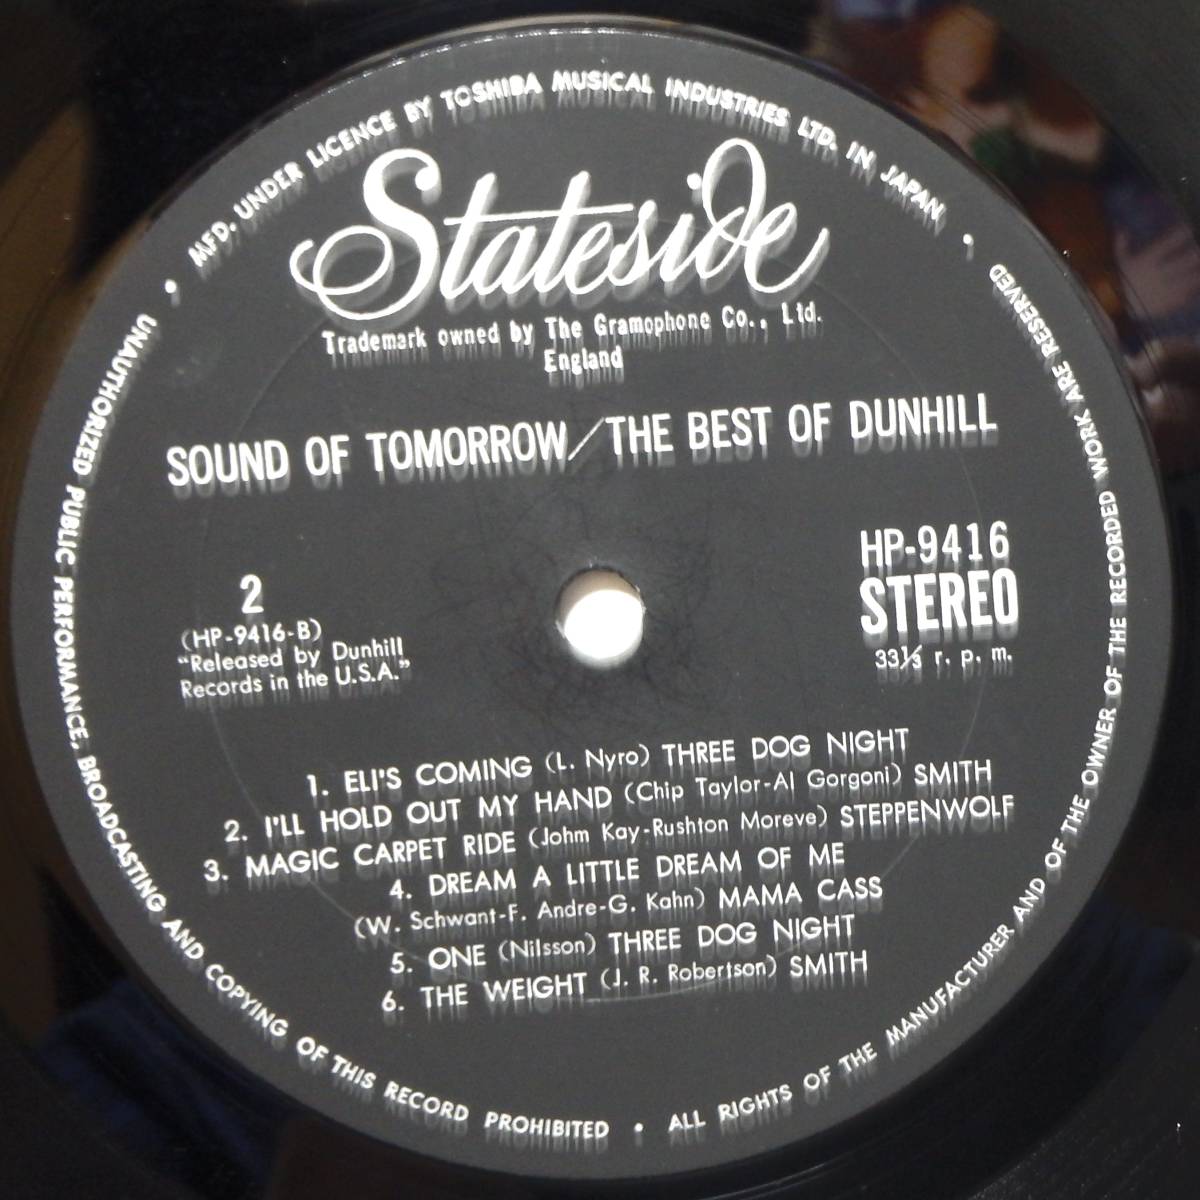 MFD. UNDER LICENCE BY TOSHIBA MUSICAL INDUSTRIES LTD. IN JAPAN.
Stateside
Trademark owned by The Gramophone Co., Ltd.
England
SOUND OF TOMORROW/THE BEST OF DUNHILL
HP-9416
STEREO
33⅓ r. p. m.
2
(HP-9416-B)
"Released by Dunhill
Records in the U.S.A."
1. ELI'S COMING (L. Nyro) THREE DOG NIGHT
2. I'LL HOLD OUT MY HAND (Chip Taylor-Al Gorgoni) SMITH
3. MAGIC CARPET RIDE (Johm Kay-Rushton Moreve) STEPPENWOLF
4. DREAM A LITTLE DREAM OF ME
(W. Schwant-F. Andre-G. Kahn) MAMA CASS
5. ONE (Nilsson) THREE DOG NIGHT
6. THE WEIGHT (J. R. Robertson) SMITH
• UNAUTHORIZED PUBLIC PERFORMANCE, BROADCASTING AND COPYING OF THIS RECORD PROHIBITED • ALL RIGHTS OF THE MANUFACTURER AND OF THE OWNER OF THE RECORDED WORK ARE RESERVED •